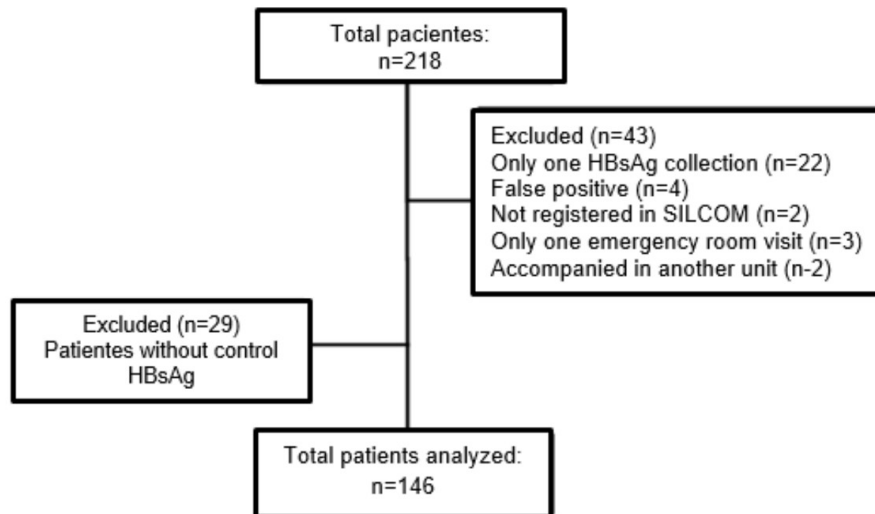 Total pacientes:
n=218
Excluded (n=43)
Only one HBsAg collection (n=22)
False positive (n=4)
Not registered in SILCOM (n=2)
Only one emergency room visit (n=3)
Accompanied in another unit (n-2)
Excluded (n=29)
Patientes without control
HBsAg
Total patients analyzed:
n=146